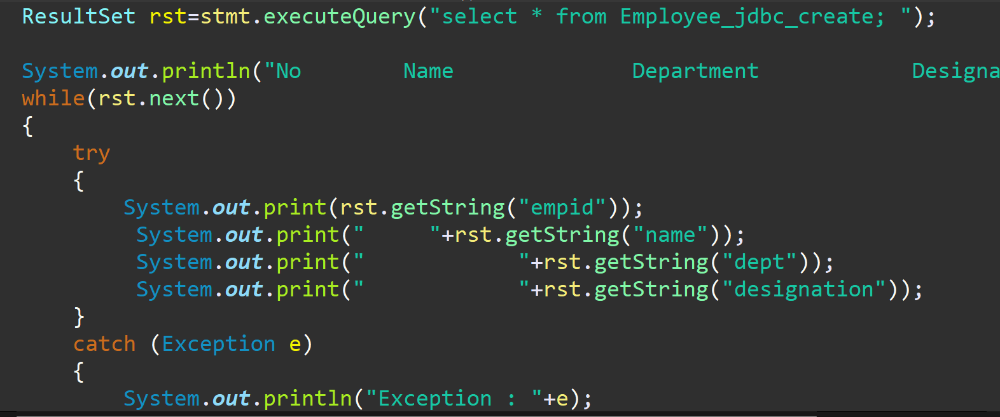 ResultSet rst=stmt.executeQuery("select * from Employee_jdbc_create; ");
System.out.println("No        Name              Department            Designa
while(rst.next())
{
    try
    {
        System.out.print(rst.getString("empid"));
         System.out.print("     "+rst.getString("name"));
         System.out.print("            "+rst.getString("dept"));
         System.out.print("            "+rst.getString("designation"));
    }
    catch (Exception e)
    {
        System.out.println("Exception : "+e);